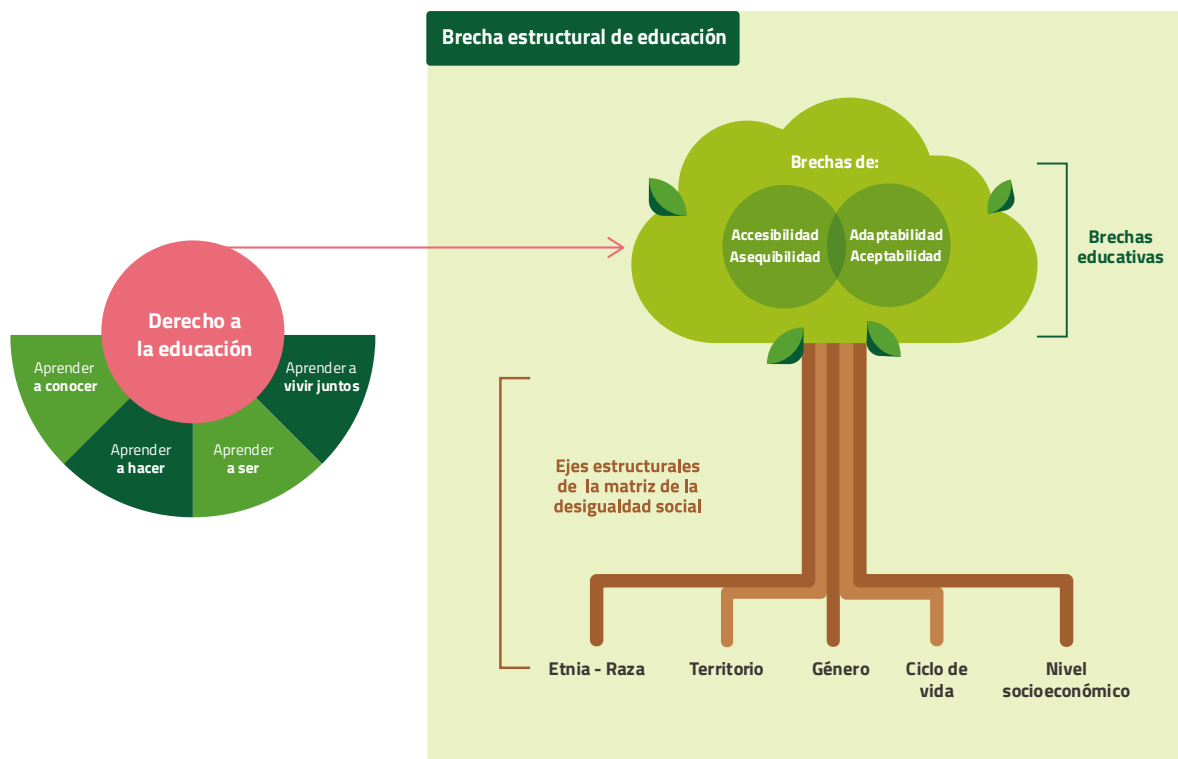 Brecha estructural de educación
Brechas de:
Accesibilidad
Asequibilidad
Adaptabilidad
Aceptabilidad
Brechas
educativas
Derecho a
la educación
Aprender
a conocer
Aprender
a hacer
Aprender
a ser
Aprender a
vivir juntos
Ejes estructurales
de la matriz de la
desigualdad social
Etnia - Raza
Territorio
Género
Ciclo de
vida
Nivel
socioeconómico